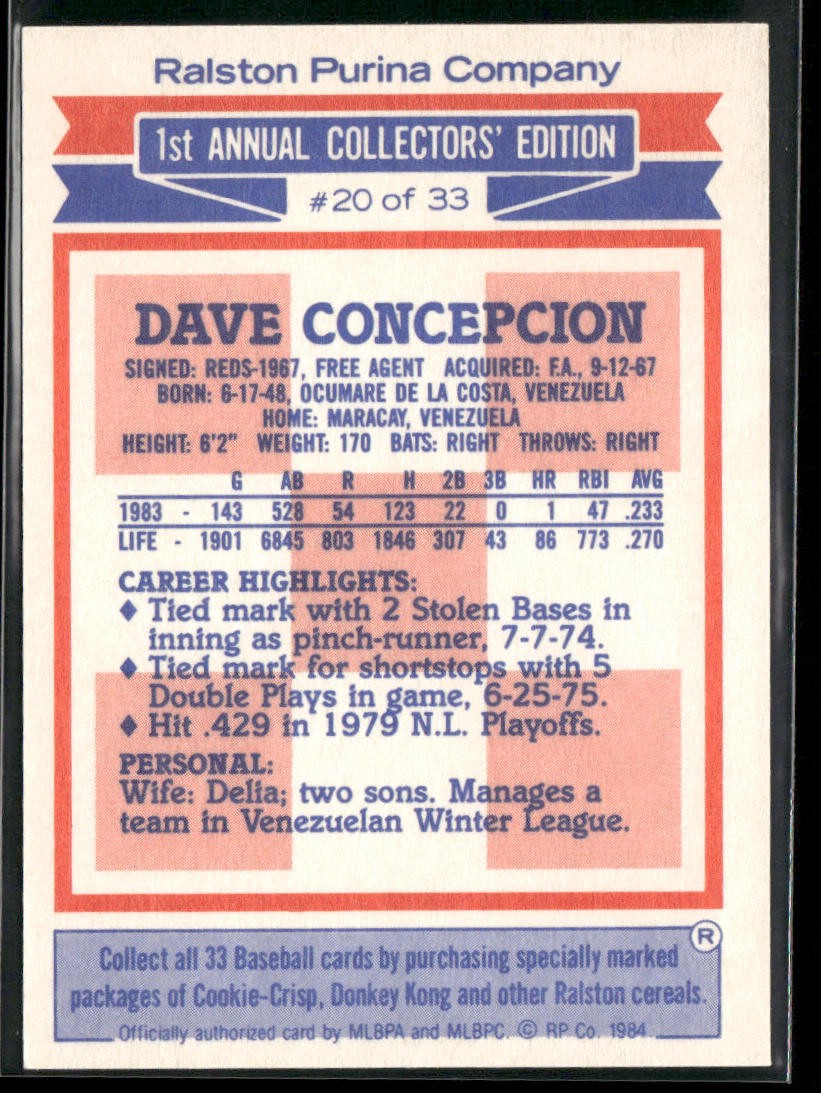 Ralston Purina Company
1st ANNUAL COLLECTORS' EDITION
#20 of 33
DAVE CONCEPCION
SIGNED: REDS-1967, FREE AGENT ACQUIRED: F.A., 9-12-67
BORN: 6-17-48, OCUMARE DE LA COSTA, VENEZUELA
HOME: MARACAY, VENEZUELA
HEIGHT: 6'2" WEIGHT: 170 BATS: RIGHT THROWS: RIGHT
G AB R H 2B 3B HR RBI AVG
1983 - 143 528 54 123 22 0 1 47 .233
LIFE - 1901 6845 803 1846 307 43 86 773 .270
CAREER HIGHLIGHTS:
♦ Tied mark with 2 Stolen Bases in
inning as pinch-runner, 7-7-74.
♦ Tied mark for shortstops with 5
Double Plays in game, 6-25-75.
♦ Hit .429 in 1979 N.L. Playoffs.
PERSONAL:
Wife: Delia; two sons. Manages a
team in Venezuelan Winter League.
®
Collect all 33 Baseball cards by purchasing specially marked
packages of Cookie-Crisp, Donkey Kong and other Ralston cereals.
Officially authorized card by MLBPA and MLBPC. © RP Co. 1984